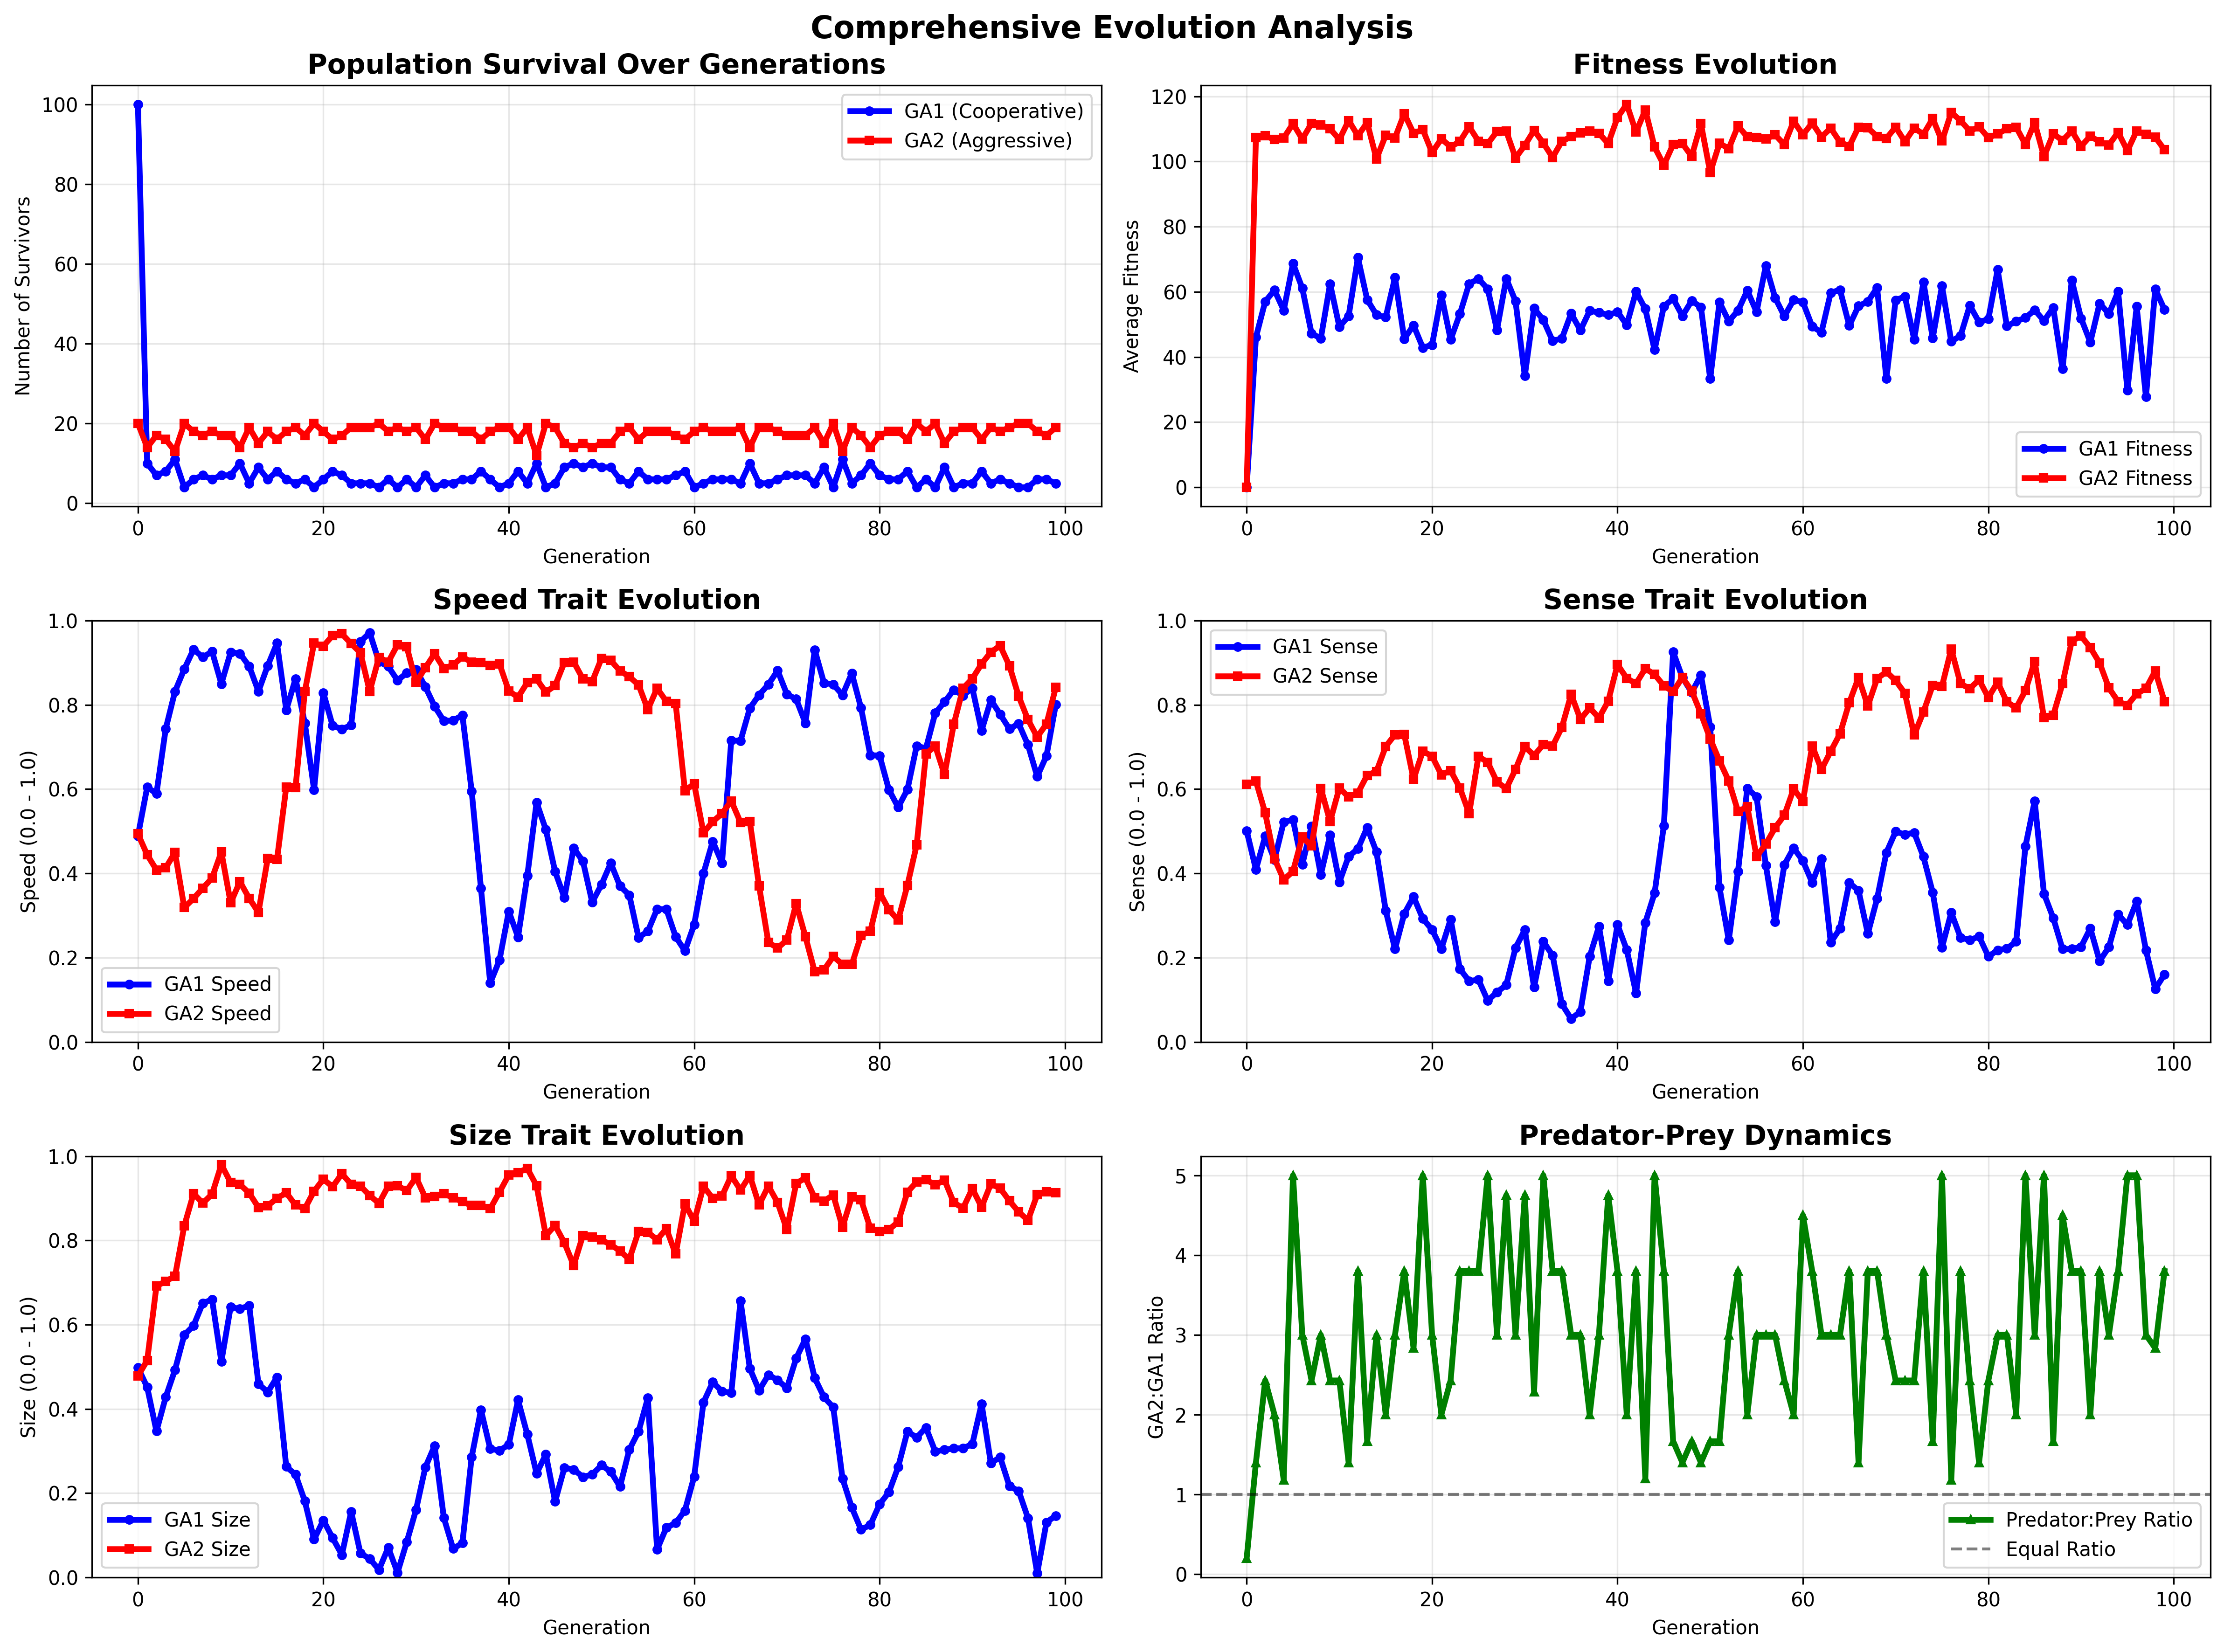 Comprehensive Evolution Analysis
Population Survival Over Generations
Number of Survivors
100
80
60
40
20
0
GA1 (Cooperative)
GA2 (Aggressive)
0 20 40 60 80 100
Generation
Fitness Evolution
Average Fitness
120
100
80
60
40
20
0
GA1 Fitness
GA2 Fitness
0 20 40 60 80 100
Generation
Speed Trait Evolution
Speed (0.0 - 1.0)
1.0
0.8
0.6
0.4
0.2
0.0
GA1 Speed
GA2 Speed
0 20 40 60 80 100
Generation
Sense Trait Evolution
Sense (0.0 - 1.0)
1.0
0.8
0.6
0.4
0.2
0.0
GA1 Sense
GA2 Sense
0 20 40 60 80 100
Generation
Size Trait Evolution
Size (0.0 - 1.0)
1.0
0.8
0.6
0.4
0.2
0.0
GA1 Size
GA2 Size
0 20 40 60 80 100
Generation
Predator-Prey Dynamics
GA2:GA1 Ratio
5
4
3
2
1
0
Predator:Prey Ratio
Equal Ratio
0 20 40 60 80 100
Generation